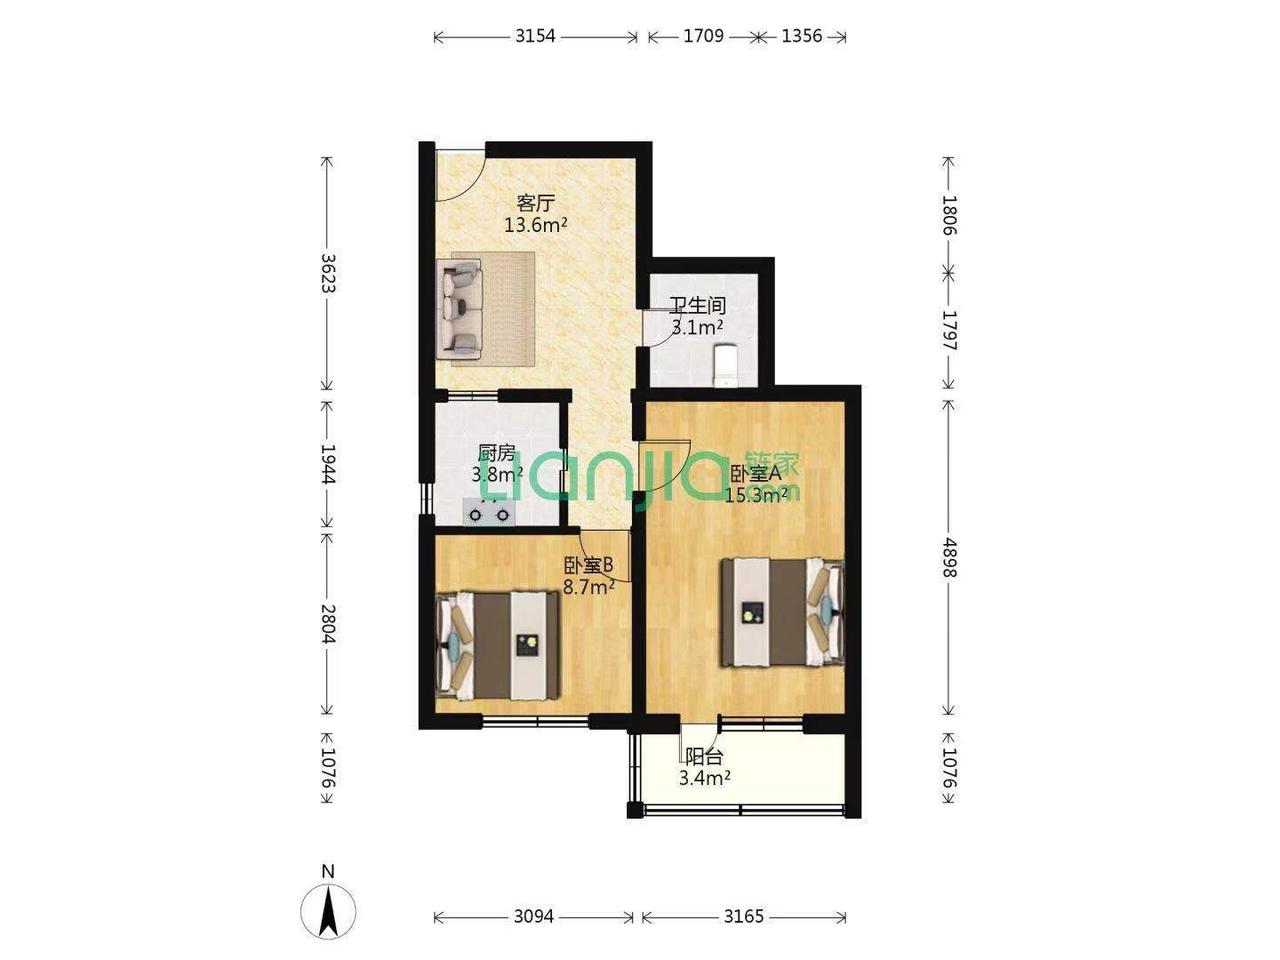 3154
1709
1356
客厅
13.6m²
3623
1806
卫生间
3.1m²
1797
厨房
3.8m²
1944
Lianjia
链家
.com
卧室A
15.3m²
4898
卧室B
8.7m²
2804
阳台
3.4m²
1076
1076
N
3094
3165